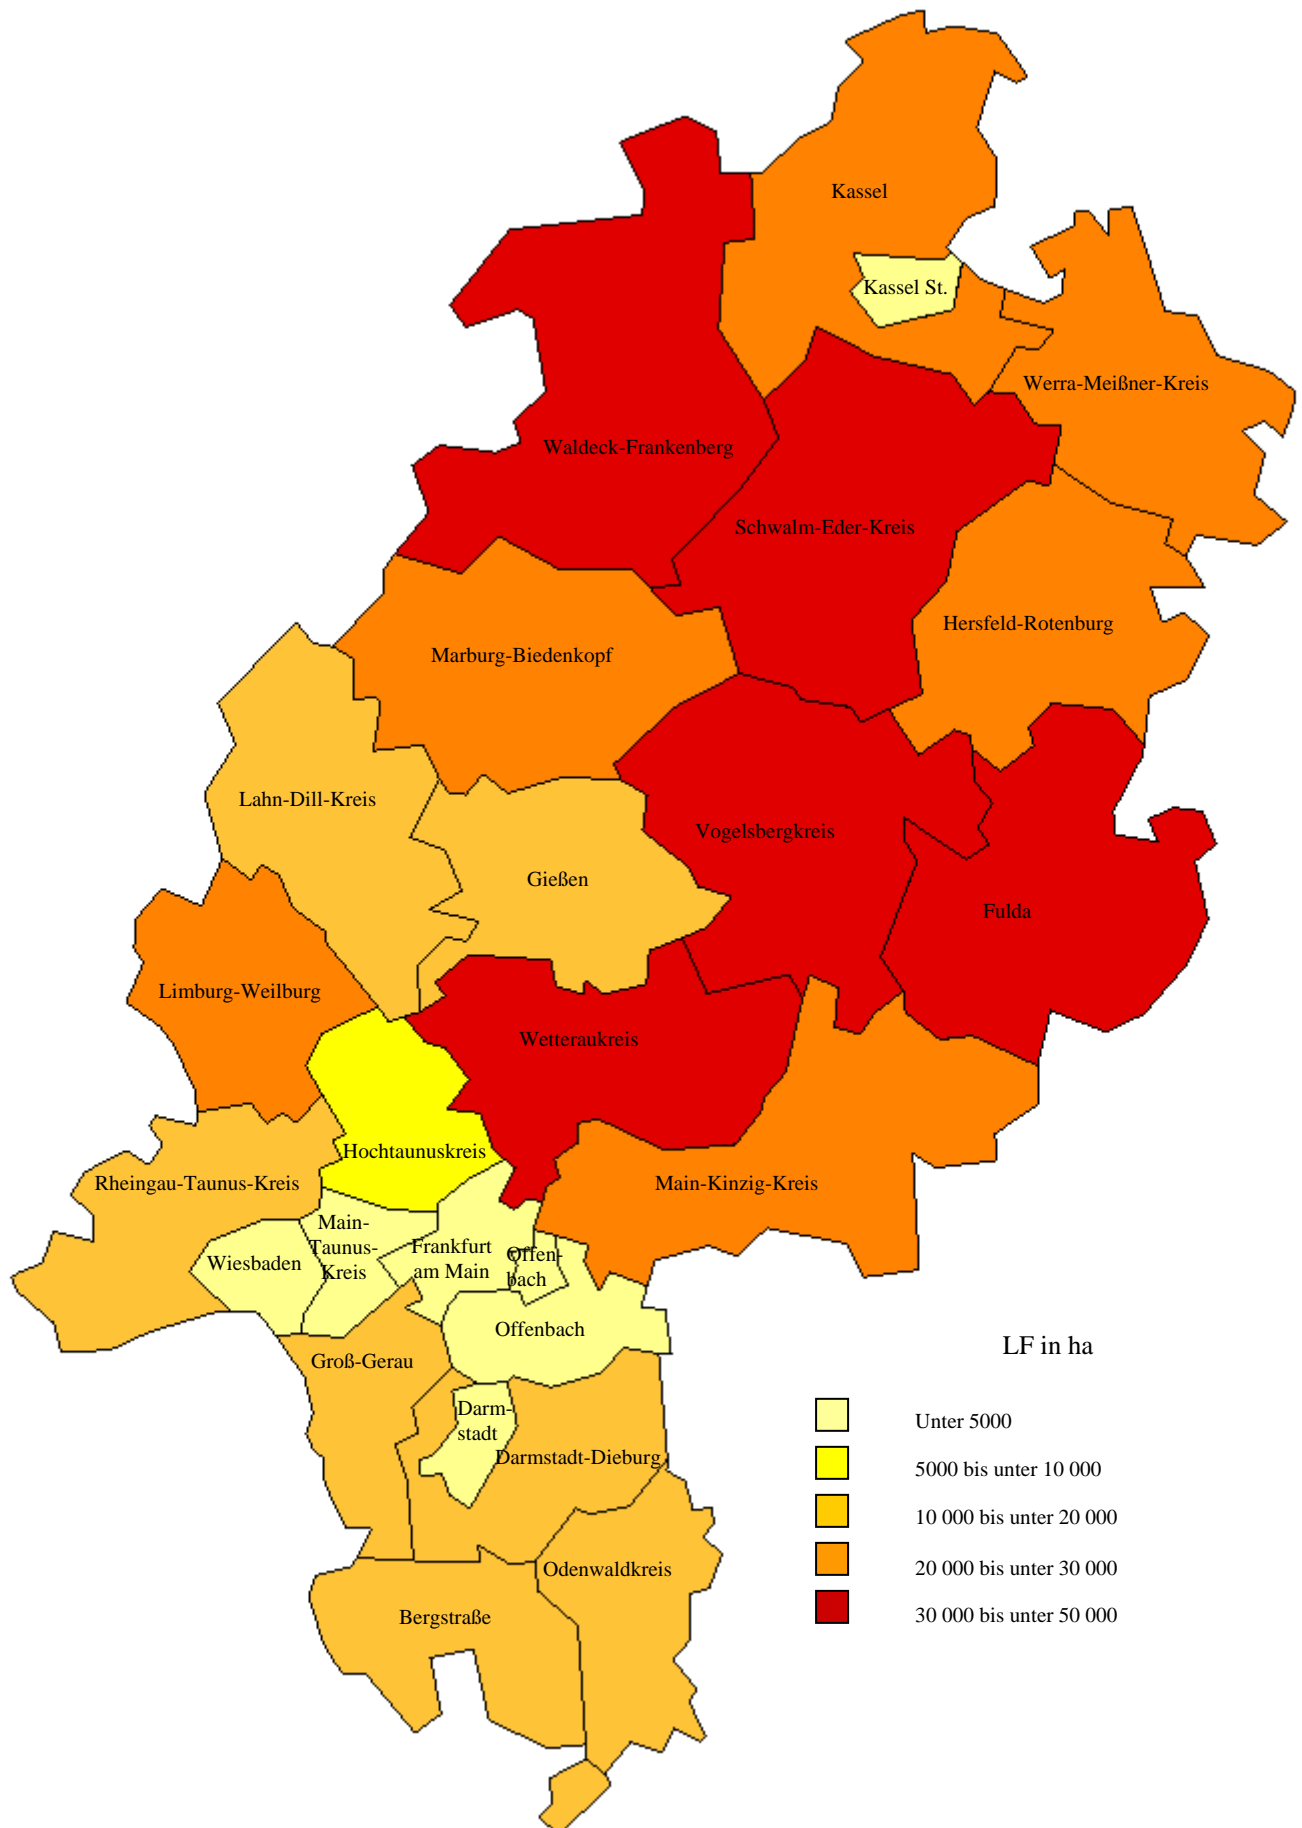 Kassel
Kassel St.
Werra-Meißner-Kreis
Waldeck-Frankenberg
Schwalm-Eder-Kreis
Hersfeld-Rotenburg
Marburg-Biedenkopf
Lahn-Dill-Kreis
Vogelsbergkreis
Gießen
Fulda
Limburg-Weilburg
Wetteraukreis
Hochtaunuskreis
Rheingau-Taunus-Kreis
Main-Kinzig-Kreis
Main-
Taunus-
Kreis
Wiesbaden
Frankfurt
am Main
Offen-
bach
Offenbach
Groß-Gerau
Darm-
stadt
Darmstadt-Dieburg
Odenwaldkreis
Bergstraße
LF in ha
Unter 5000
5000 bis unter 10 000
10 000 bis unter 20 000
20 000 bis unter 30 000
30 000 bis unter 50 000